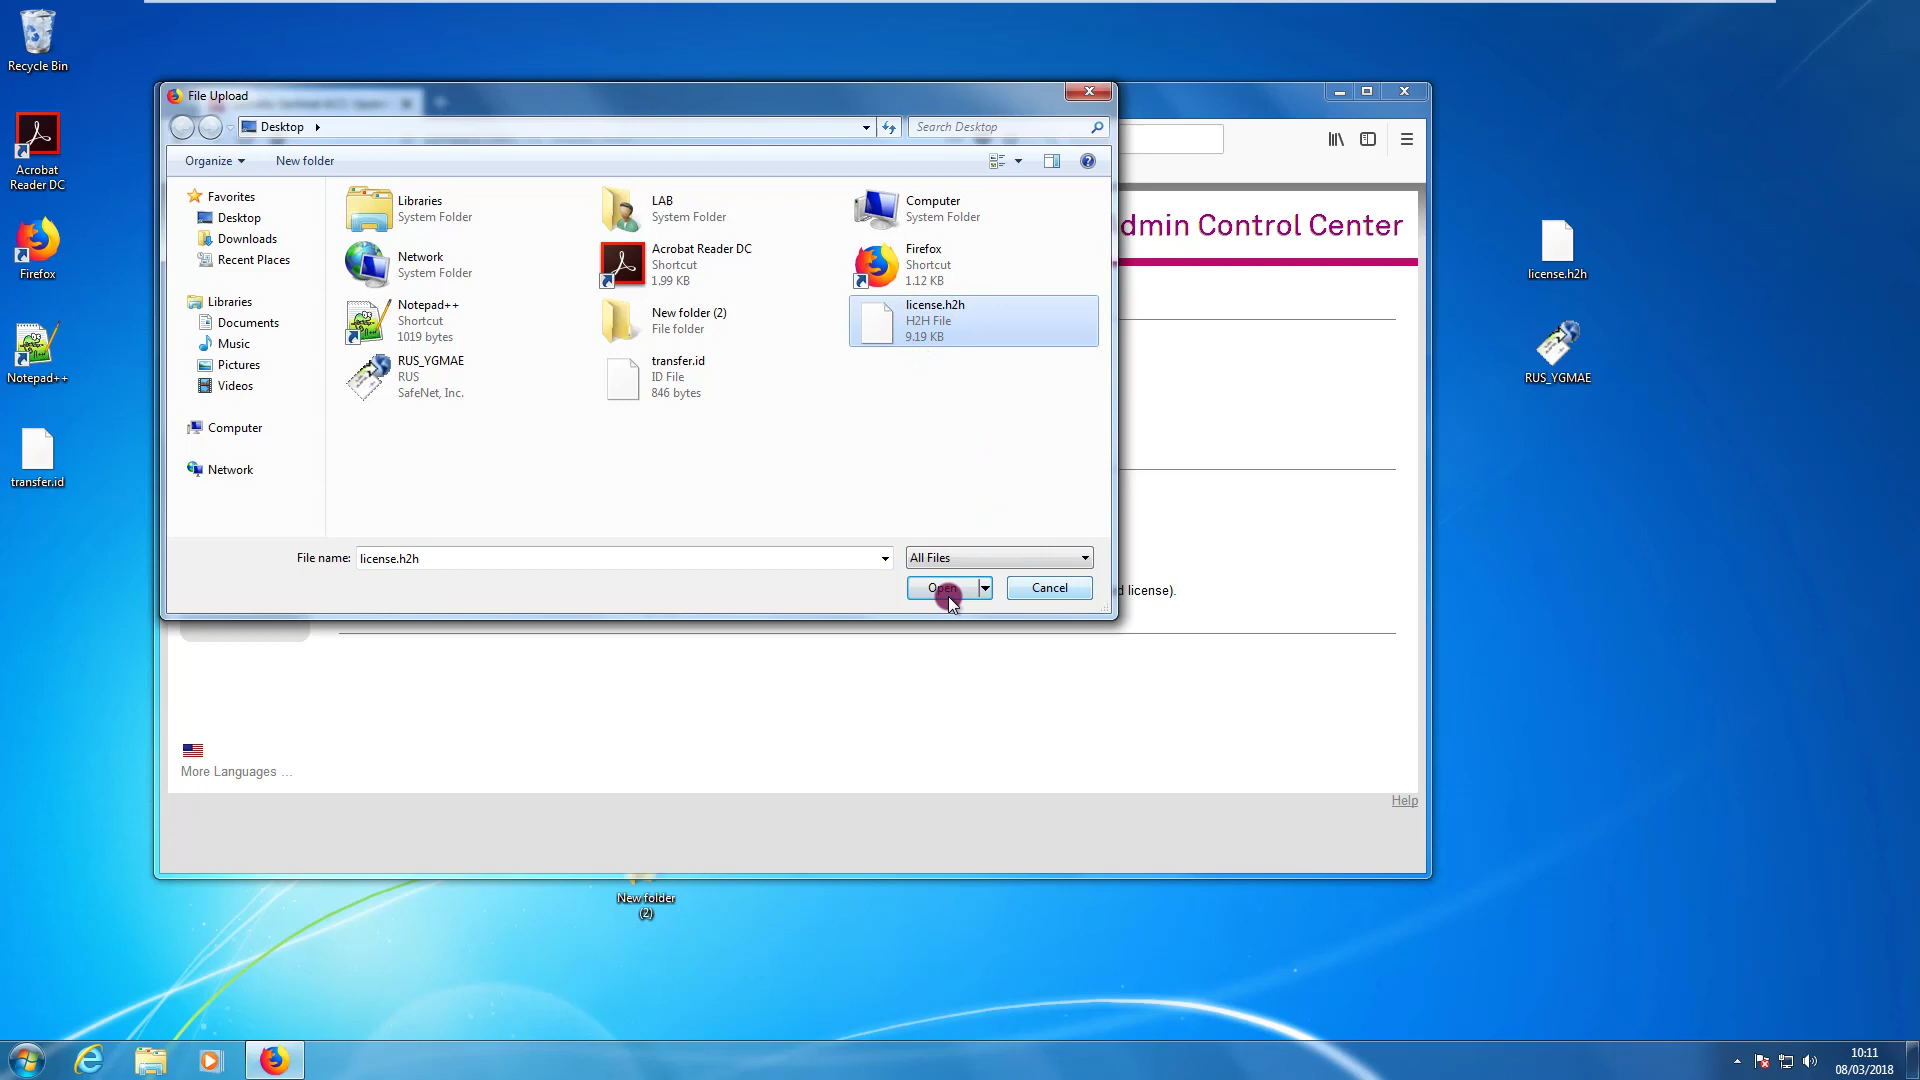 Recycle Bin
Acrobat
Reader DC
Firefox
Notepad++
transfer.id
File Upload
Desktop
Search Desktop
Organize
New folder
Favorites
Desktop
Downloads
Recent Places
Libraries
Documents
Music
Pictures
Videos
Computer
Network
Libraries
System Folder
LAB
System Folder
Computer
System Folder
Network
System Folder
Acrobat Reader DC
Shortcut
1.99 KB
Firefox
Shortcut
1.12 KB
Notepad++
Shortcut
1019 bytes
New folder (2)
File folder
license.h2h
H2H File
9.19 KB
RUS_YGMAE
RUS
SafeNet, Inc.
transfer.id
ID File
846 bytes
File name:
license.h2h
All Files
Open
Cancel
dmin Control Center
d license).
More Languages ...
Help
license.h2h
RUS_YGMAE
New folder
(2)
10:11
08/03/2018